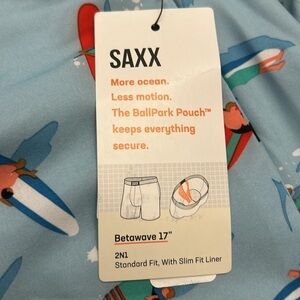 SAXX
More ocean.
Less motion.
The BallPark Pouch™
keeps everything
secure.
Betawave 17"
2N1
Standard Fit, With Slim Fit Liner